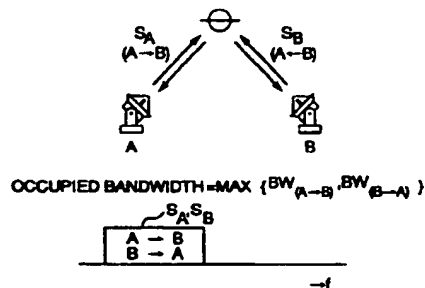 S_A S_B
(A→B) (A←B)
A B
OCCUPIED BANDWIDTH =MAX {BW_(A→B),BW_(B→A) }
S_A,S_B
A → B
B → A
→f